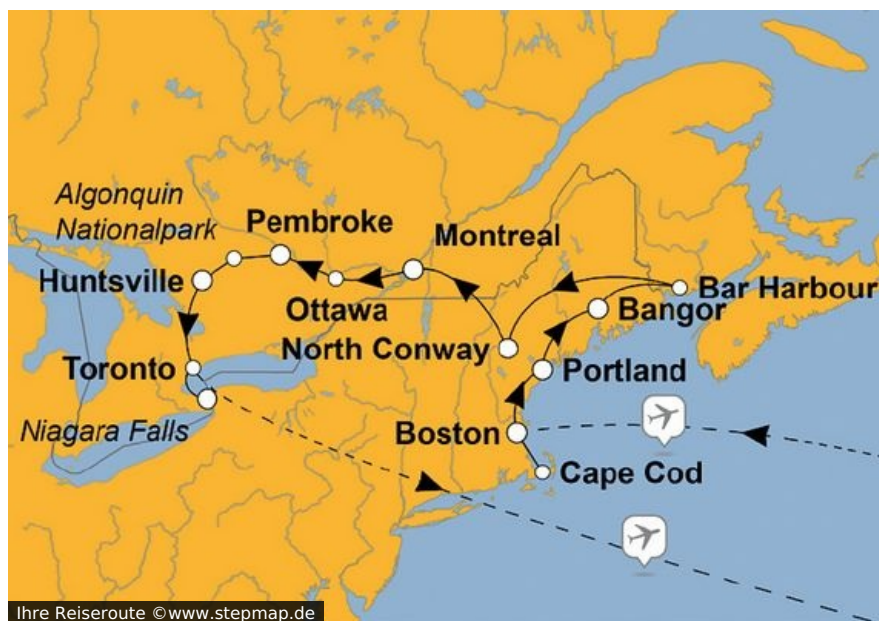 Algonquin
Nationalpark
Pembroke
Montreal
Huntsville
Ottawa
Bar Harbour
Bangor
North Conway
Toronto
Portland
Niagara Falls
Boston
Cape Cod
Ihre Reiseroute ©www.stepmap.de